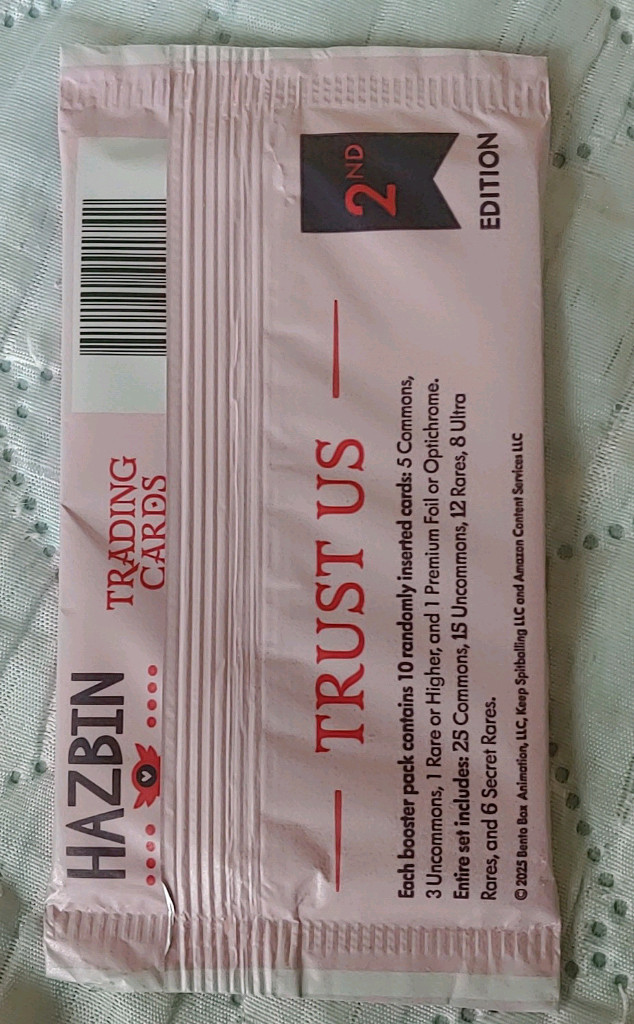 HAZBIN
TRADING
CARDS
TRUST US
2ND
EDITION
Each booster pack contains 10 randomly inserted cards: 5 Commons,
3 Uncommons, 1 Rare or Higher, and 1 Premium Foil or Optichrome.
Entire set includes: 25 Commons, 15 Uncommons, 12 Rares, 8 Ultra
Rares, and 6 Secret Rares.
© 2025 Bento Box Animation, LLC, Keep Spitballing LLC and Amazon Content Services LLC